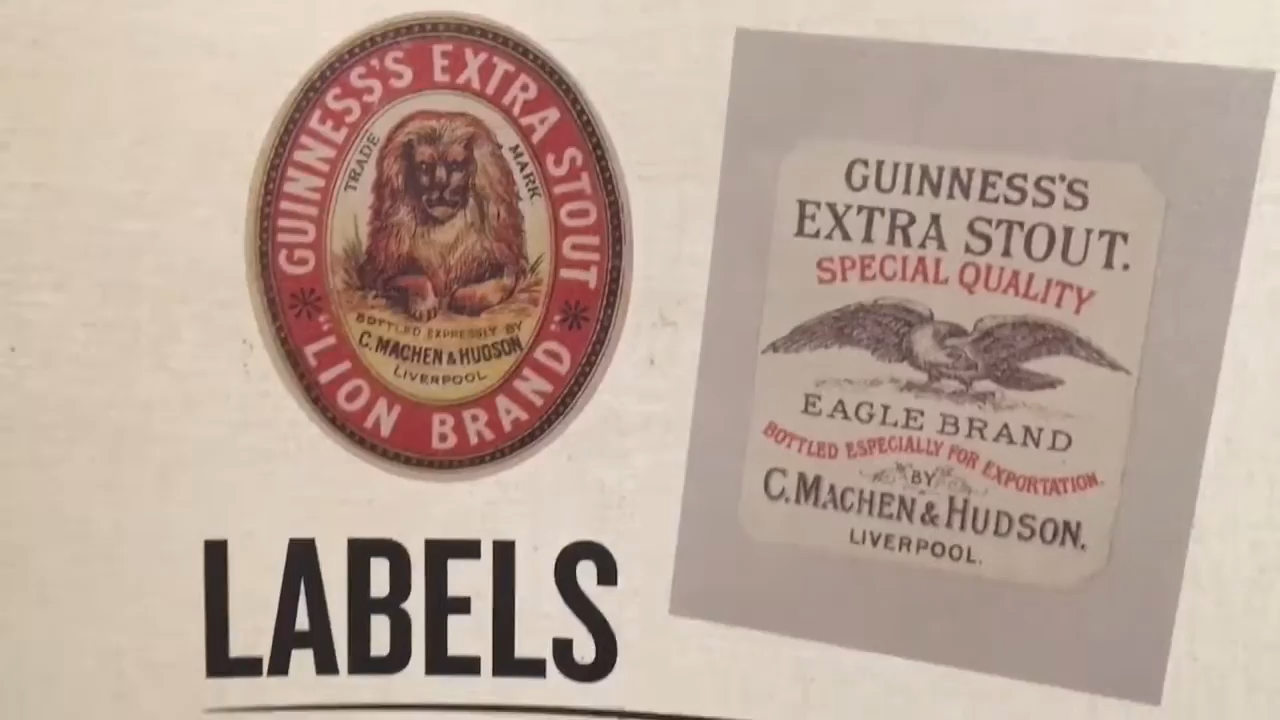 GUINNESS'S EXTRA STOUT
TRADE MARK
BOTTLED EXPRESSLY BY
C. MACHEN & HUDSON
LIVERPOOL
"LION BRAND"
GUINNESS'S
EXTRA STOUT.
SPECIAL QUALITY
EAGLE BRAND
BOTTLED ESPECIALLY FOR EXPORTATION.
BY
C. MACHEN & HUDSON.
LIVERPOOL.
LABELS